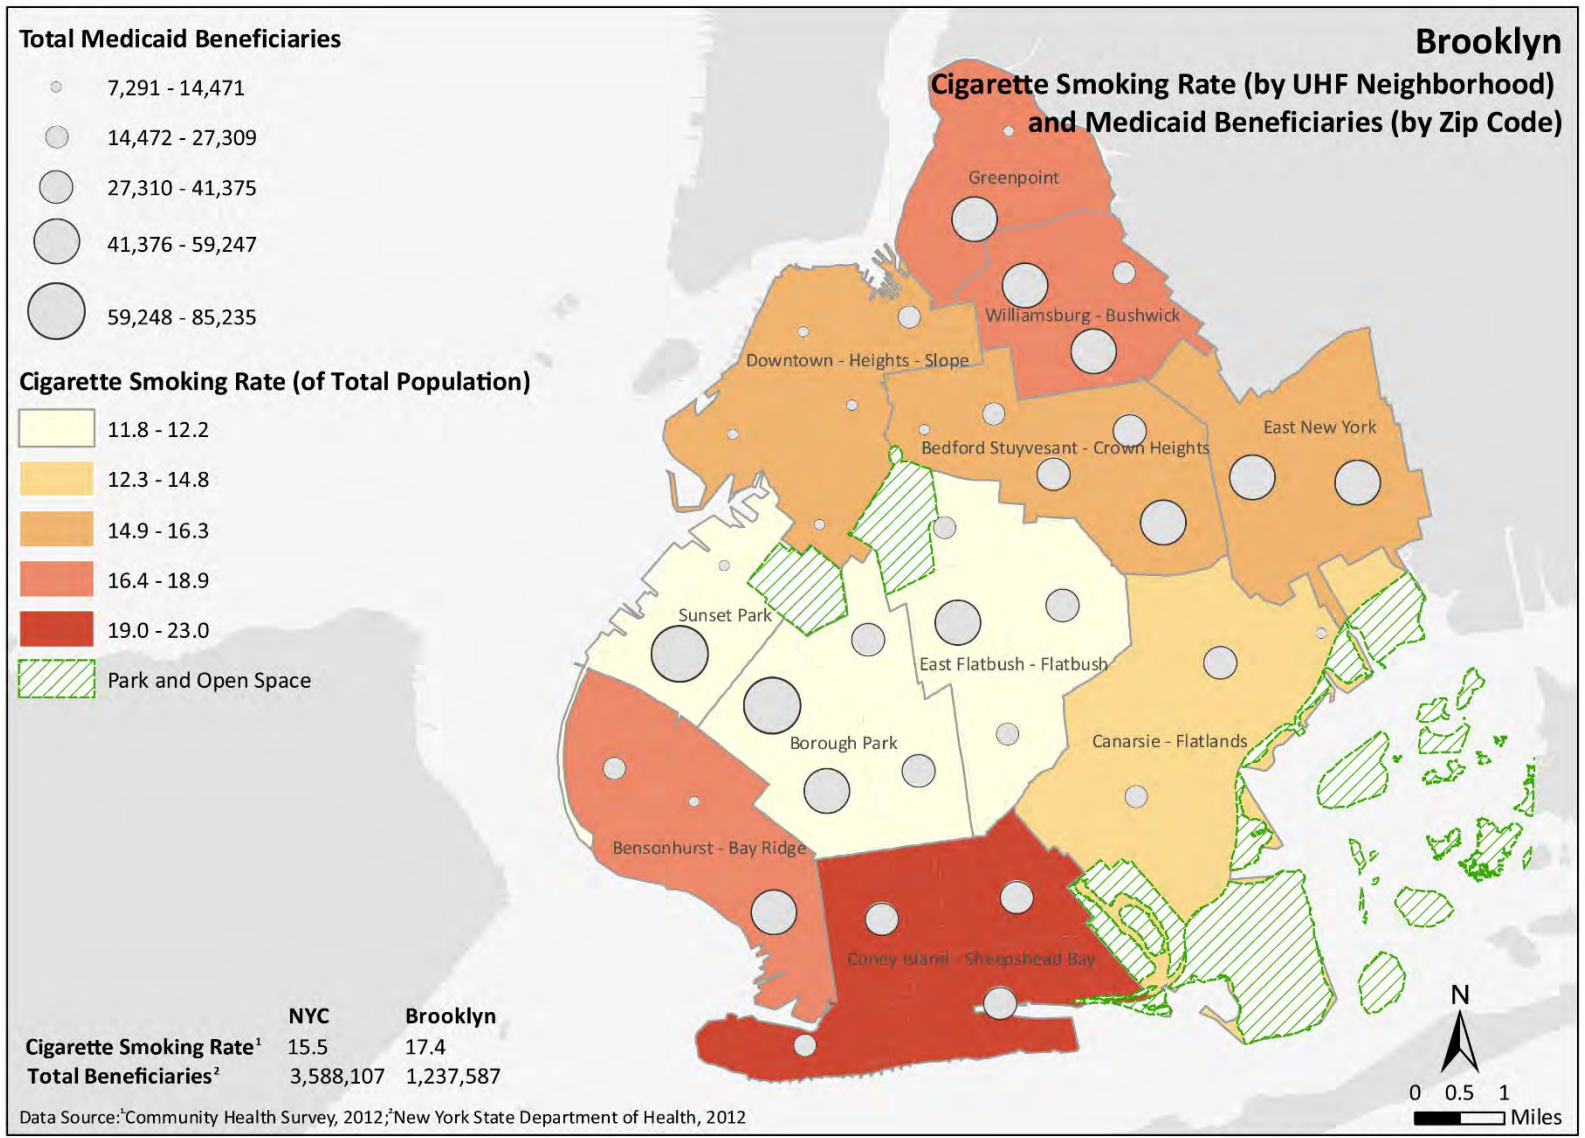 Brooklyn
Cigarette Smoking Rate (by UHF Neighborhood)
and Medicaid Beneficiaries (by Zip Code)
Total Medicaid Beneficiaries
7,291 - 14,471
14,472 - 27,309
27,310 - 41,375
41,376 - 59,247
59,248 - 85,235
Cigarette Smoking Rate (of Total Population)
11.8 - 12.2
12.3 - 14.8
14.9 - 16.3
16.4 - 18.9
19.0 - 23.0
Park and Open Space
Greenpoint
Williamsburg - Bushwick
Downtown - Heights - Slope
East New York
Bedford Stuyvesant - Crown Heights
Sunset Park
East Flatbush - Flatbush
Borough Park
Canarsie - Flatlands
Bensonhurst - Bay Ridge
Coney Island - Sheepshead Bay
NYC Brooklyn
Cigarette Smoking Rate¹ 15.5 17.4
Total Beneficiaries² 3,588,107 1,237,587
Data Source:¹Community Health Survey, 2012;²New York State Department of Health, 2012
N
0 0.5 1
Miles